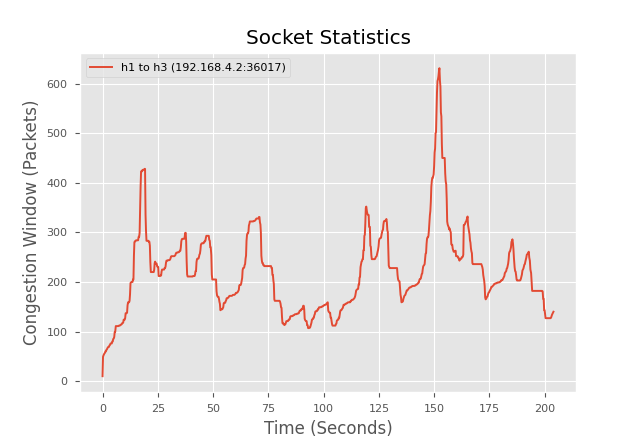 Socket Statistics
h1 to h3 (192.168.4.2:36017)
Congestion Window (Packets)
600
500
400
300
200
100
0
0 25 50 75 100 125 150 175 200
Time (Seconds)